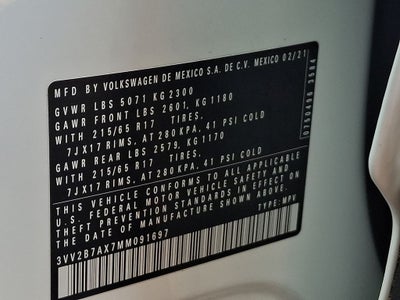 MFD BY VOLKSWAGEN DE MEXICO S.A. DE C.V. MEXICO 02/21
GVWR LBS 5071 KG 2300
GAWR FRONT LBS 2601, KG 1180
WITH 215/65 R17 TIRES,
7JX17 RIMS, AT 280 KPA, 41 PSI COLD
GAWR REAR LBS 2579, KG 1170
WITH 215/65 R17 TIRES,
7JX17 RIMS, AT 280 KPA, 41 PSI COLD
THIS VEHICLE CONFORMS TO ALL APPLICABLE
U.S. FEDERAL MOTOR VEHICLE SAFETY AND
THEFT PREVENTION STANDARDS IN EFFECT ON
THE DATE OF MANUFACTURE SHOWN ABOVE.
3VV2B7AX7MM091697 TYPE: MPV